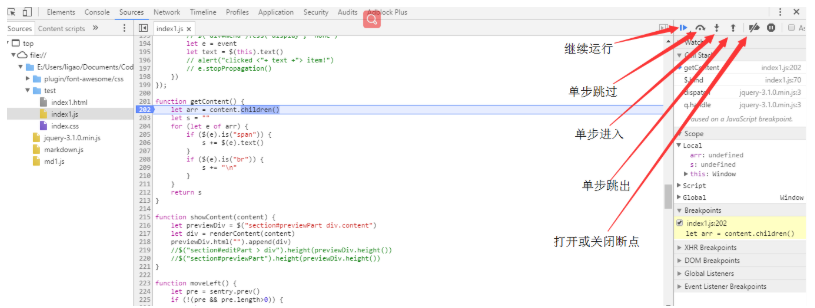 Elements Console Sources Network Timeline Profiles Application Security Audits Adblock Plus
Sources Content scripts
top
file://
E:/Users/ligao/Documents/Cod
plugin/font-awesome/css
test
index1.html
index1.js
index.css
jquery-3.1.0.min.js
markdown.js
md1.js
index1.js
194 let e = event
195 let text = $(this).text()
196 // alert("clicked <"+ text +"> item!")
197 // e.stopPropagation()
198 })
199 });
200
201 function getContent() {
202 let arr = content.children()
203 let s = ""
204 for (let e of arr) {
205 if ($(e).is("span")) {
206 s += $(e).text()
207 }
208 if ($(e).is("br")) {
209 s += "\n"
210 }
211 }
212 return s
213 }
214
215 function showContent(content) {
216 let previewDiv = $("section#previewPart div.content")
217 let div = renderContent(content)
218 previewDiv.html("").append(div)
219 //$("section#editPart > div").height(previewDiv.height())
220 //$("section#previewPart").height(previewDiv.height())
221 }
222
223 function moveLeft() {
224 let pre = sentry.prev()
225 if (!(pre && pre.length>0)) {
继续运行
单步跳过
单步进入
单步跳出
打开或关闭断点
As
Watch
Call Stack
getContent index1.js:202
index1.js:70
dispatch jquery-3.1.0.min.js:3
q.handle jquery-3.1.0.min.js:3
Paused on a JavaScript breakpoint.
Scope
Local
arr: undefined
s: undefined
this: Window
Script
Global Window
Breakpoints
index1.js:202
let arr = content.children()
XHR Breakpoints
DOM Breakpoints
Global Listeners
Event Listener Breakpoints